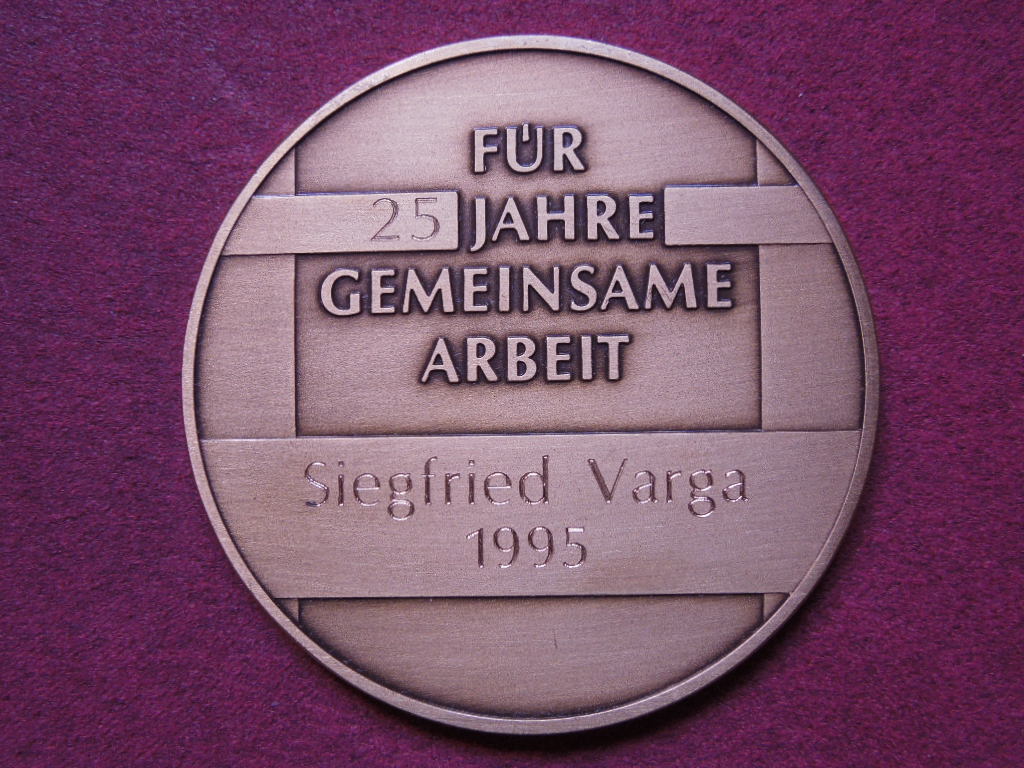 FÜR
25 JAHRE
GEMEINSAME
ARBEIT
Siegfried Varga
1995